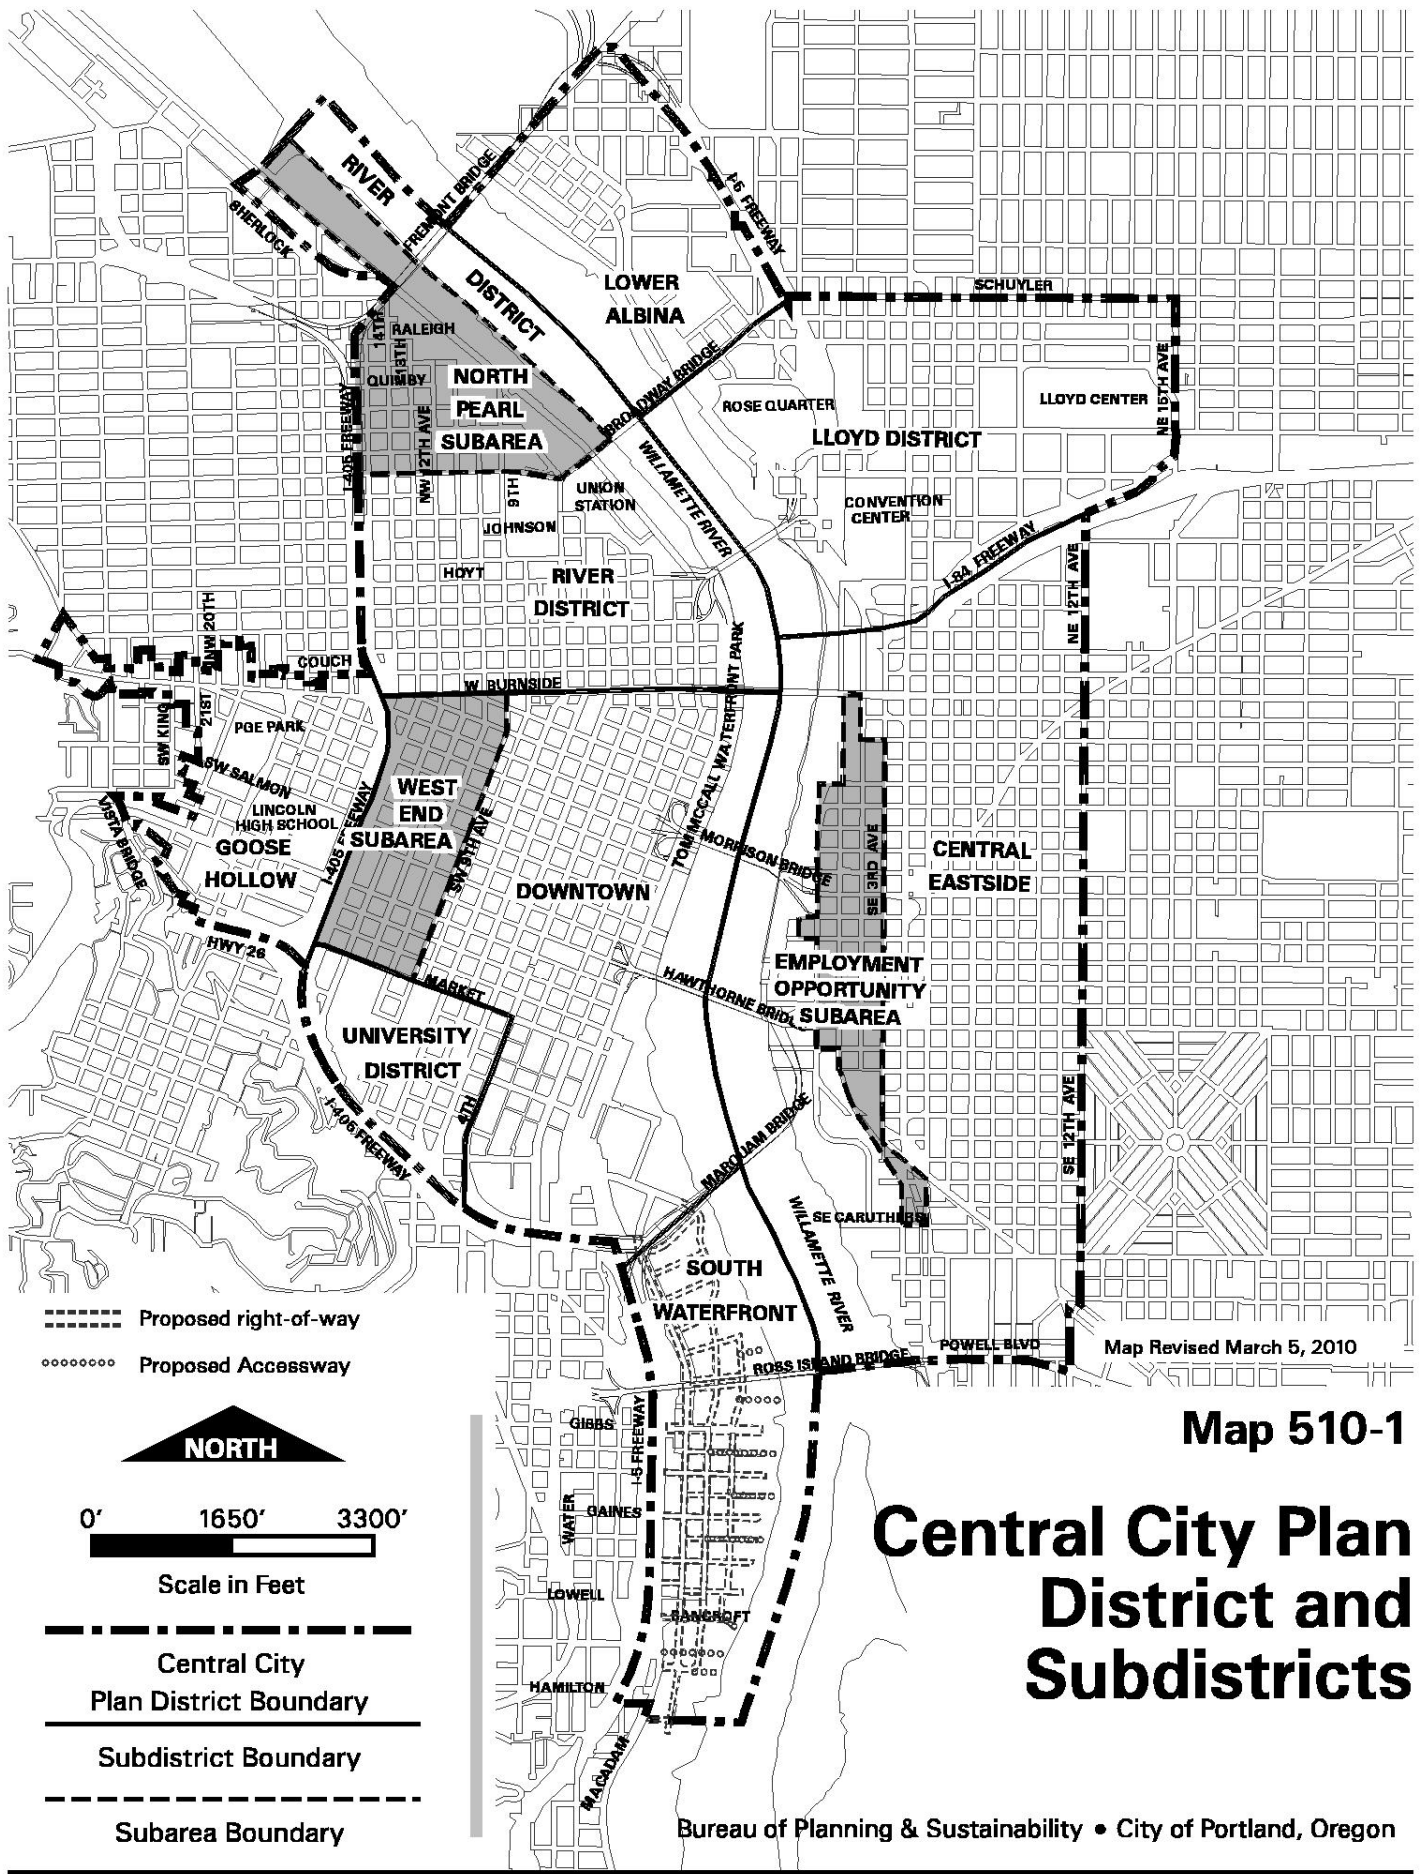 FREMONT BRIDGE
RIVER
SHERLOCK
I-5 FREEWAY
DISTRICT
LOWER
ALBINA
SCHUYLER
14TH
RALEIGH
13TH
QUIMBY
NORTH
PEARL
SUBAREA
BROADWAY BRIDGE
ROSE QUARTER
LLOYD CENTER
NE 15TH AVE
LLOYD DISTRICT
I-405 FREEWAY
NW 12TH AVE
9TH
UNION
STATION
WILLAMETTE RIVER
CONVENTION
CENTER
JOHNSON
I-84 FREEWAY
HOYT
RIVER
DISTRICT
NE 12TH AVE
NW 20TH
COUCH
W BURNSIDE
TOM MCCALL WATERFRONT PARK
SW KING
21ST
PGE PARK
SW SALMON
LINCOLN
HIGH SCHOOL
GOOSE
HOLLOW
VISTA BRIDGE
I-405 FREEWAY
WEST
END
SUBAREA
SW 9TH AVE
DOWNTOWN
MORRISON BRIDGE
SE 3RD AVE
CENTRAL
EASTSIDE
HWY 26
MARKET
HAWTHORNE BRIDGE
EMPLOYMENT
OPPORTUNITY
SUBAREA
UNIVERSITY
DISTRICT
4TH
I-405 FREEWAY
MARQUAM BRIDGE
SE 12TH AVE
SE CARUTHERS
WILLAMETTE RIVER
SOUTH
WATERFRONT
ROSS ISLAND BRIDGE
POWELL BLVD
Map Revised March 5, 2010
Proposed right-of-way
Proposed Accessway
NORTH
0' 1650' 3300'
Scale in Feet
Central City
Plan District Boundary
Subdistrict Boundary
Subarea Boundary
GIBBS
I-5 FREEWAY
WATER
GAINES
LOWELL
BANCROFT
HAMILTON
MACADAM
Map 510-1
Central City Plan
District and
Subdistricts
Bureau of Planning & Sustainability • City of Portland, Oregon